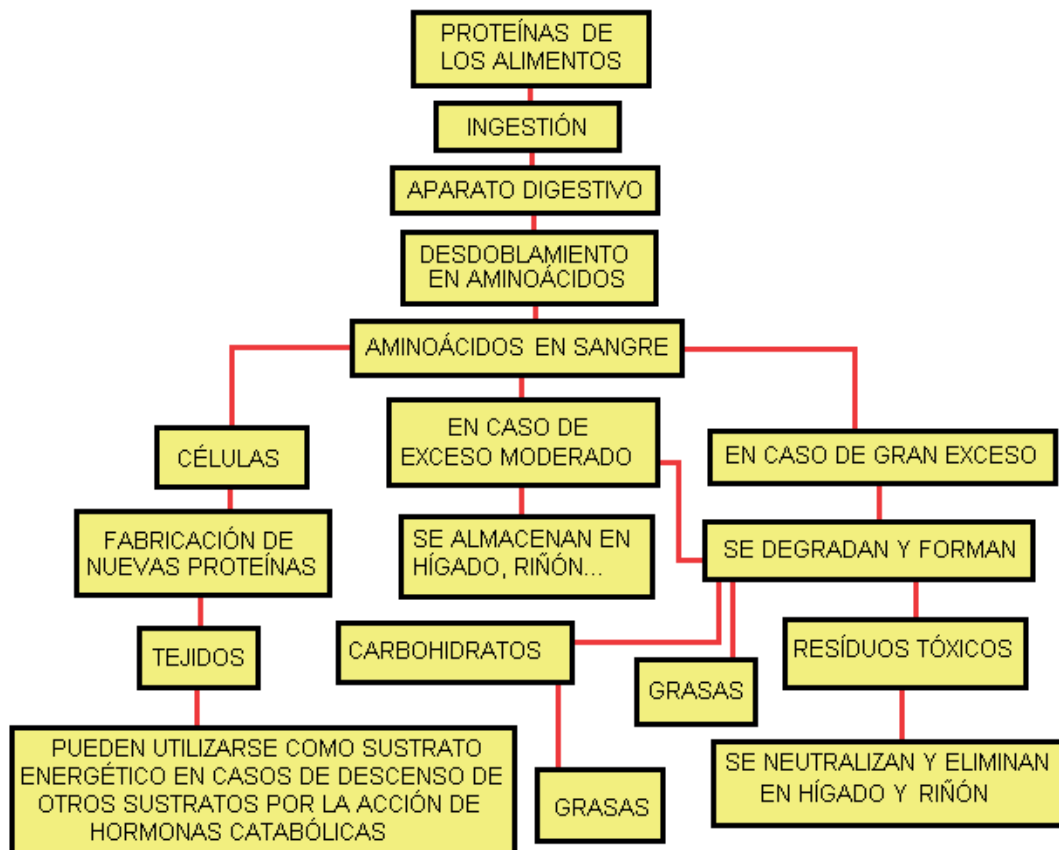 PROTEÍNAS DE
LOS ALIMENTOS
INGESTIÓN
APARATO DIGESTIVO
DESDOBLAMIENTO
EN AMINOÁCIDOS
AMINOÁCIDOS EN SANGRE
CÉLULAS
EN CASO DE
EXCESO MODERADO
EN CASO DE GRAN EXCESO
FABRICACIÓN DE
NUEVAS PROTEÍNAS
SE ALMACENAN EN
HÍGADO, RIÑÓN...
SE DEGRADAN Y FORMAN
TEJIDOS
CARBOHIDRATOS
GRASAS
RESÍDUOS TÓXICOS
PUEDEN UTILIZARSE COMO SUSTRATO
ENERGÉTICO EN CASOS DE DESCENSO DE
OTROS SUSTRATOS POR LA ACCIÓN DE
HORMONAS CATABÓLICAS
GRASAS
SE NEUTRALIZAN Y ELIMINAN
EN HÍGADO Y RIÑÓN